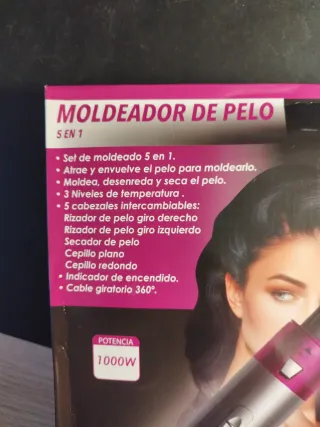 MOLDEADOR DE PELO
5 EN 1
• Set de moldeado 5 en 1.
• Atrae y envuelve el pelo para moldearlo.
• Moldea, desenreda y seca el pelo.
• 3 Niveles de temperatura .
• 5 cabezales intercambiables:
Rizador de pelo giro derecho
Rizador de pelo giro izquierdo
Secador de pelo
Cepillo plano
Cepillo redondo
• Indicador de encendido.
• Cable giratorio 360º.
POTENCIA
1000W